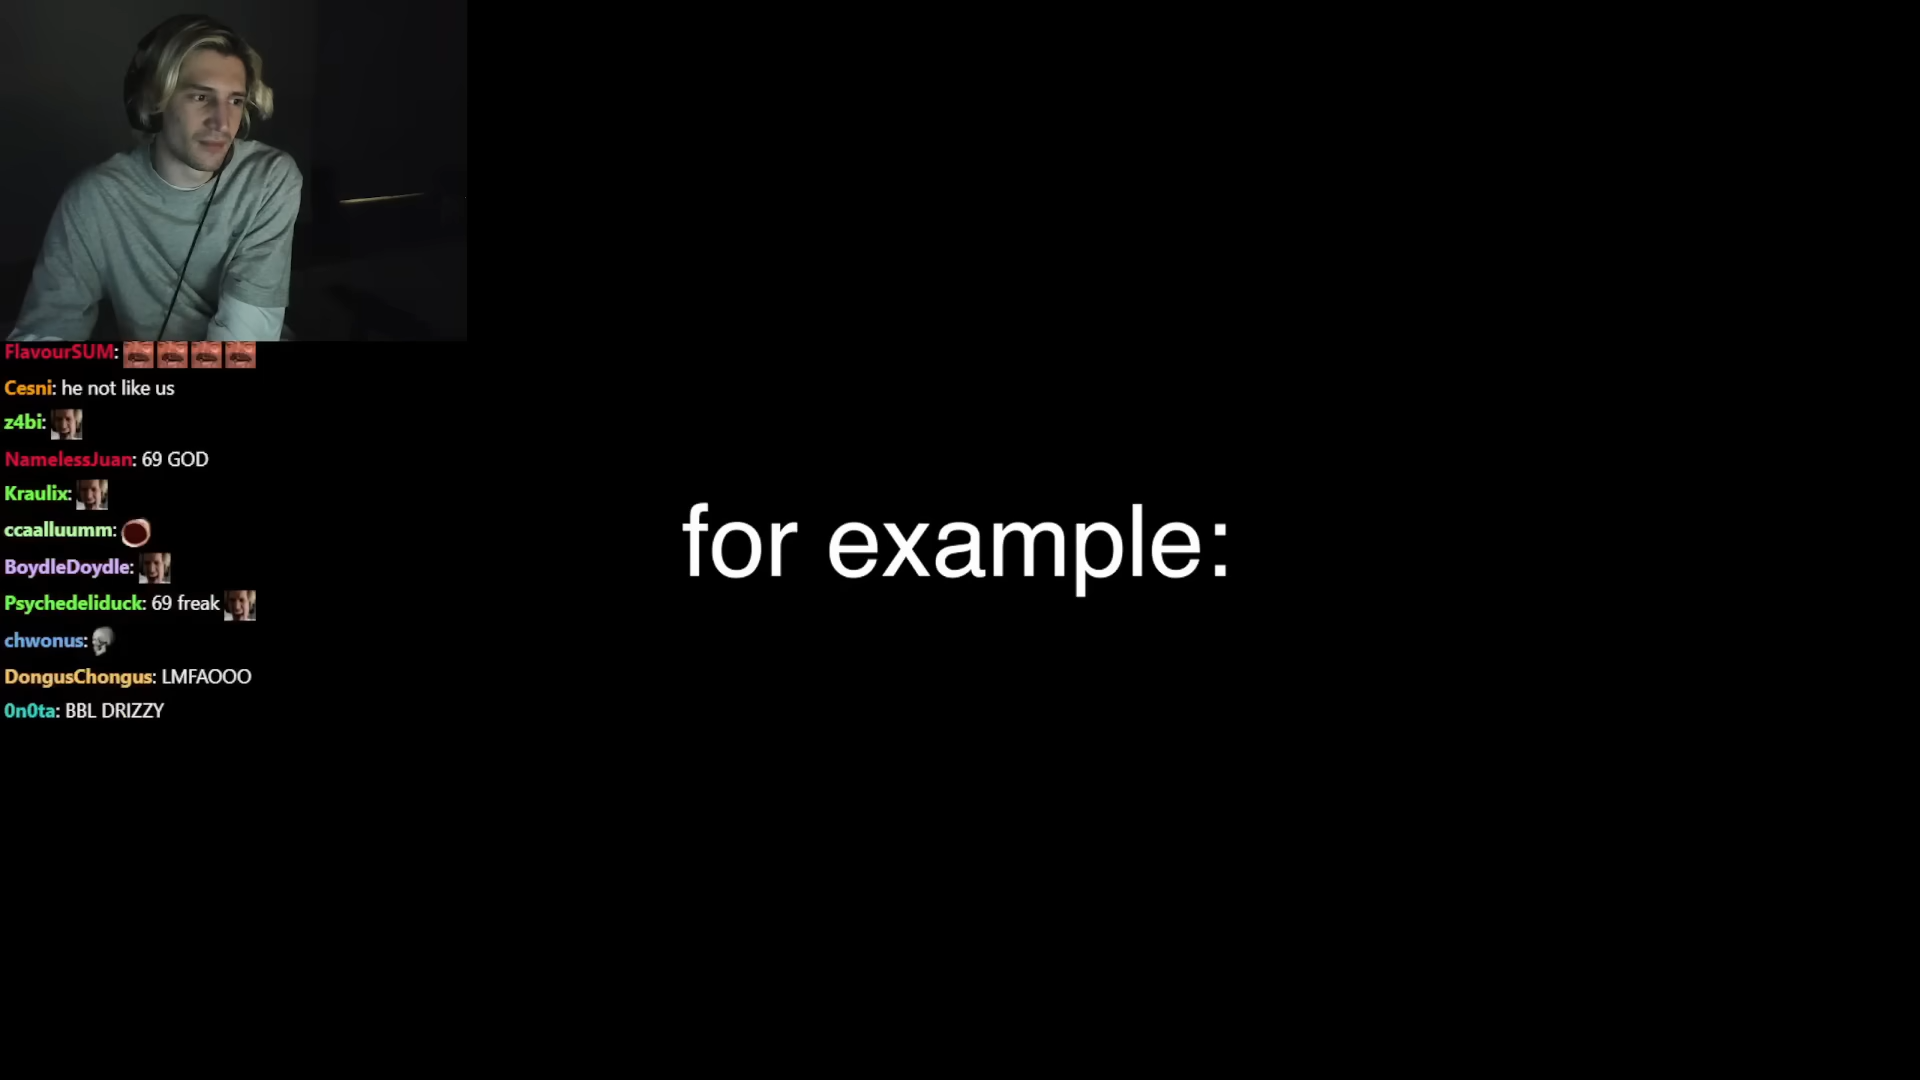 FlavourSUM:
Cesni: he not like us
z4bi:
NamelessJuan: 69 GOD
Kraulix:
ccaalluumm:
BoydleDoydle:
Psychedeliduck: 69 freak
chwonus:
DongusChongus: LMFAOOO
0n0ta: BBL DRIZZY
for example: